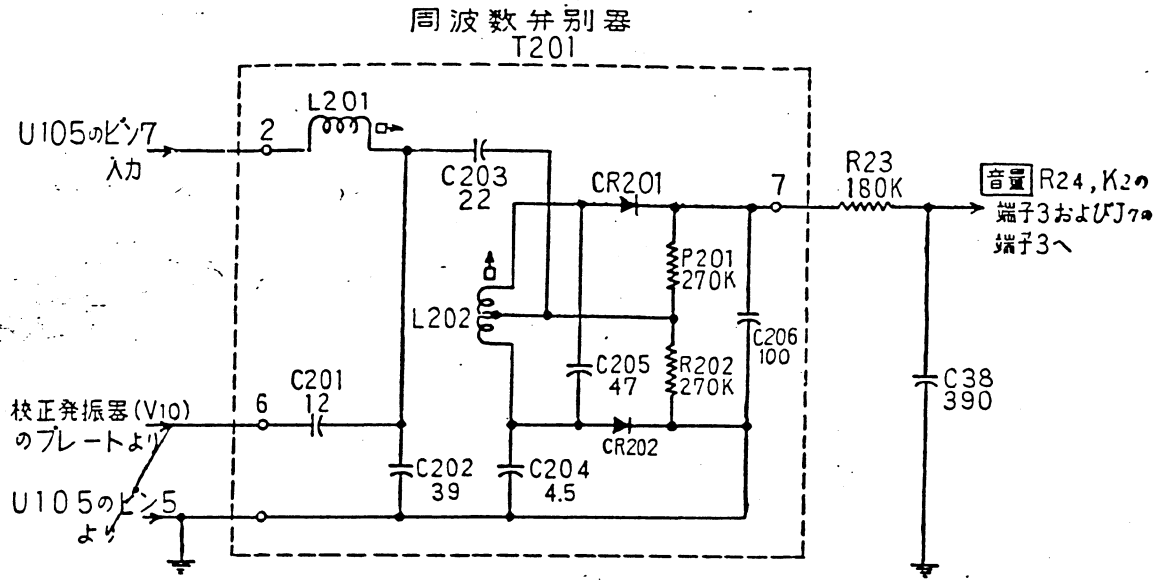 周波数弁別器
T201
L201
U105のピン7
入力
2
C203
22
CR201
7
R23
180K
音量 R24, K2の
端子3およびJ7の
端子3へ
P201
270K
L202
C206
100
C205
47
R202
270K
C38
390
校正発振器(V10)
のプレートより
6
C201
12
CR202
C202
39
C204
4.5
U105のピン5
より